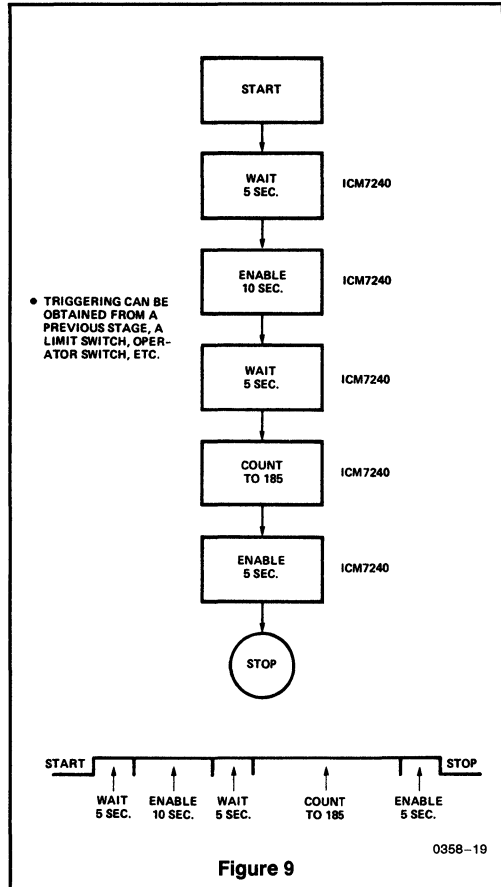 START
WAIT
5 SEC.
ICM7240
ENABLE
10 SEC.
ICM7240
• TRIGGERING CAN BE
OBTAINED FROM A
PREVIOUS STAGE, A
LIMIT SWITCH, OPER-
ATOR SWITCH, ETC.
WAIT
5 SEC.
ICM7240
COUNT
TO 185
ICM7240
ENABLE
5 SEC.
ICM7240
STOP
START
STOP
WAIT
5 SEC.
ENABLE
10 SEC.
WAIT
5 SEC.
COUNT
TO 185
ENABLE
5 SEC.
0358–19
Figure 9